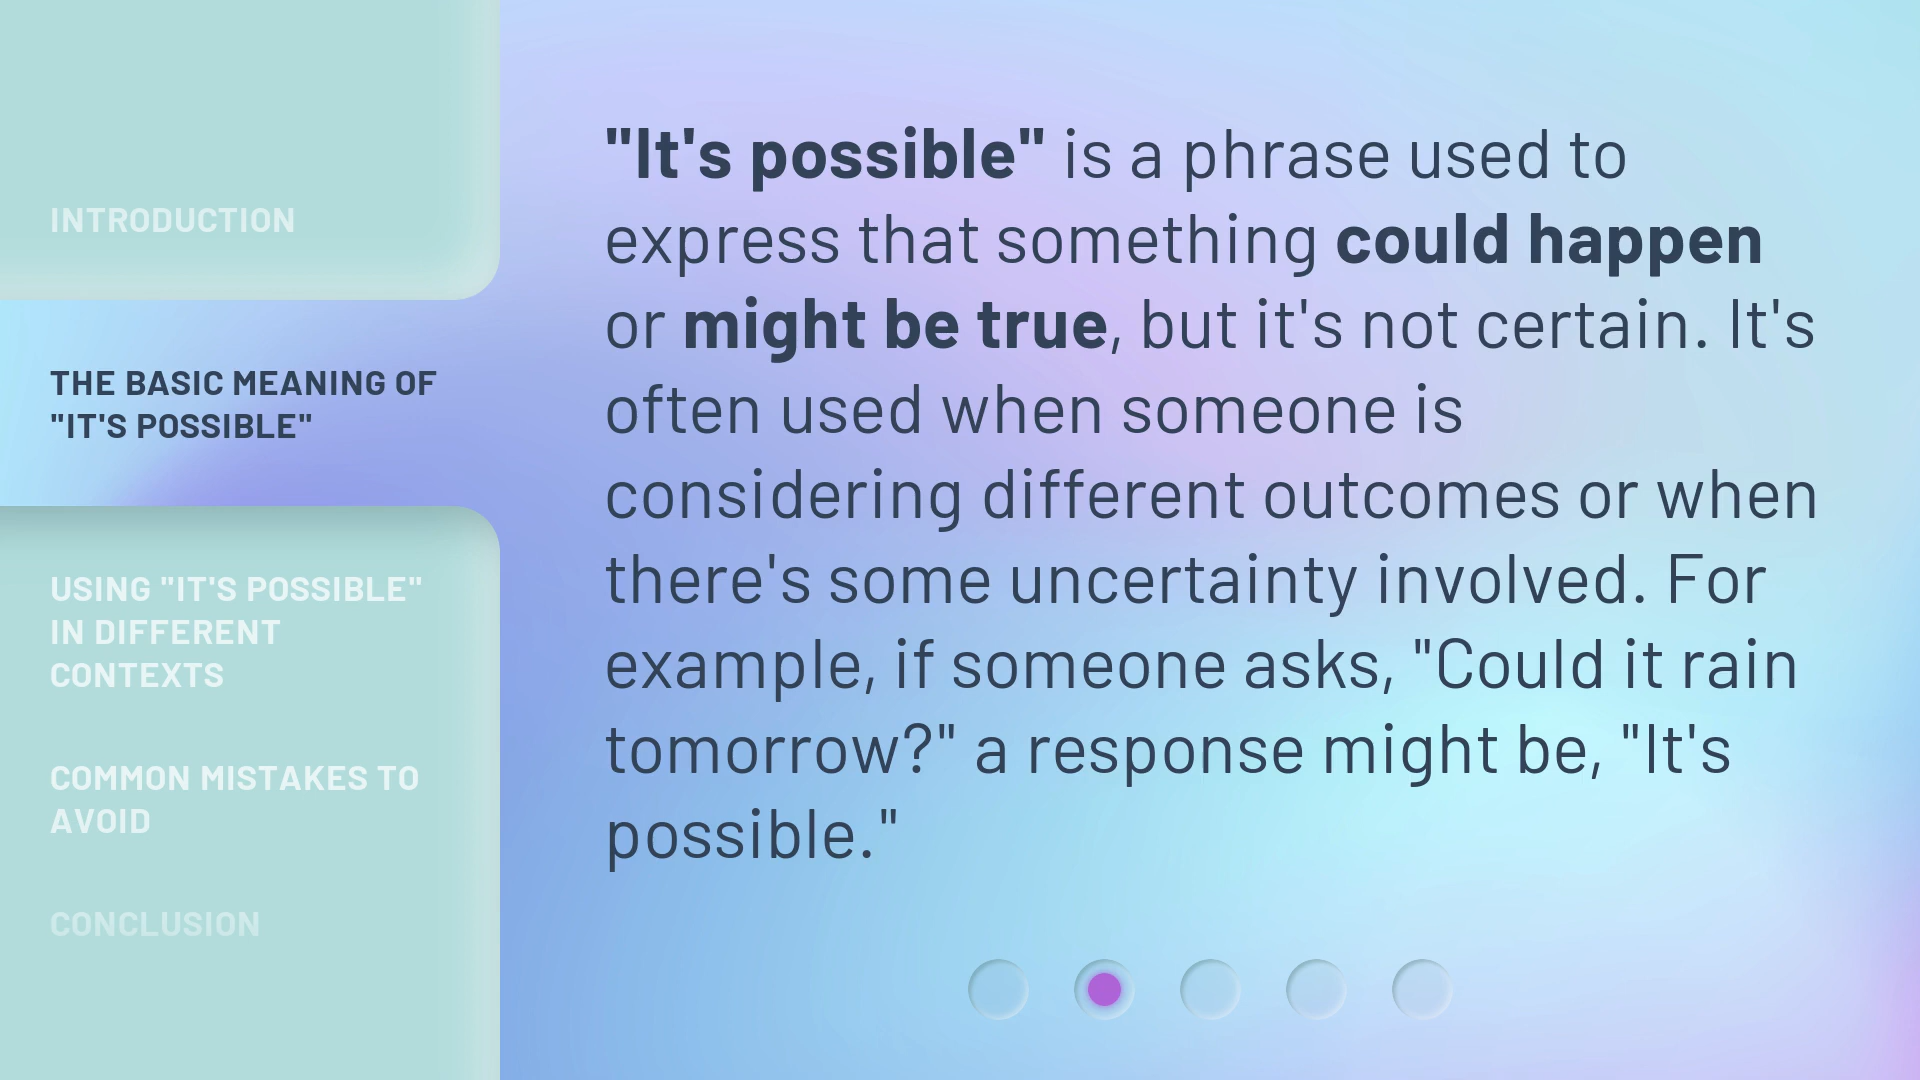 INTRODUCTION
THE BASIC MEANING OF
"IT'S POSSIBLE"
USING "IT'S POSSIBLE"
IN DIFFERENT
CONTEXTS
COMMON MISTAKES TO
AVOID
CONCLUSION
"It's possible" is a phrase used to
express that something could happen
or might be true, but it's not certain. It's
often used when someone is
considering different outcomes or when
there's some uncertainty involved. For
example, if someone asks, "Could it rain
tomorrow?" a response might be, "It's
possible."